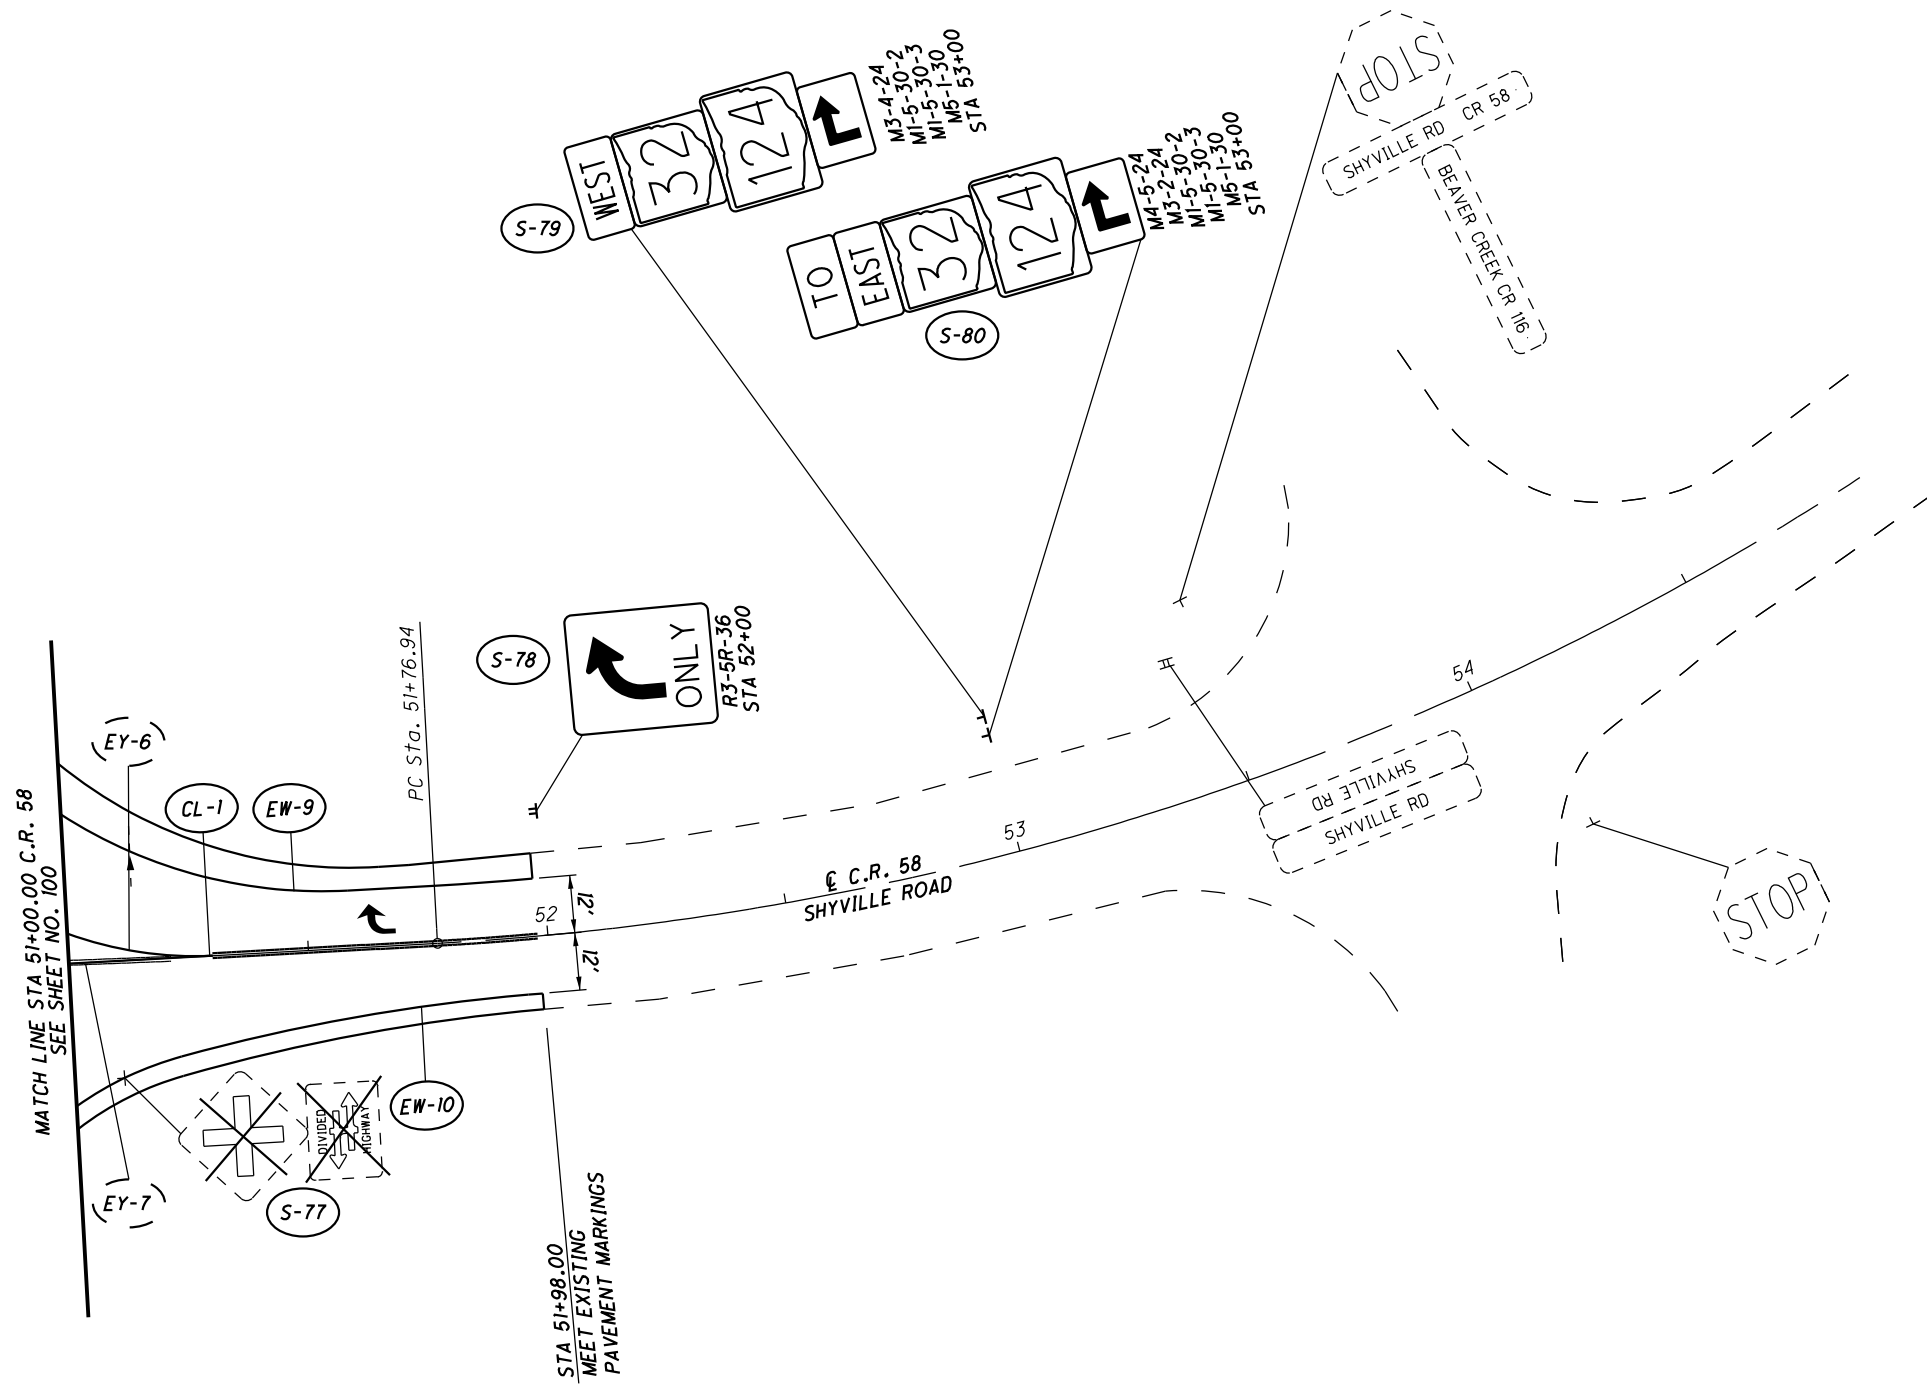 WEST
32
124
M3-4-24
M1-5-30-2
M1-5-30-3
M5-1-30
STA 53+00
S-79
TO
EAST
32
124
M4-5-24
M3-2-24
M1-5-30-2
M1-5-30-3
M5-1-30
STA 53+00
S-80
STOP
SHYVILLE RD CR 58
BEAVER CREEK CR 116
S-78
ONLY
R3-5R-36
STA 52+00
PC Sta. 51+76.94
EY-6
CL-1
EW-9
MATCH LINE STA 51+00.00 C.R. 58
SEE SHEET NO. 100
52
12'
12'
℄ C.R. 58
SHYVILLE ROAD
53
54
SHYVILLE RD
SHYVILLE RD
STOP
EW-10
DIVIDED
HIGHWAY
S-77
EY-7
STA 51+98.00
MEET EXISTING
PAVEMENT MARKINGS